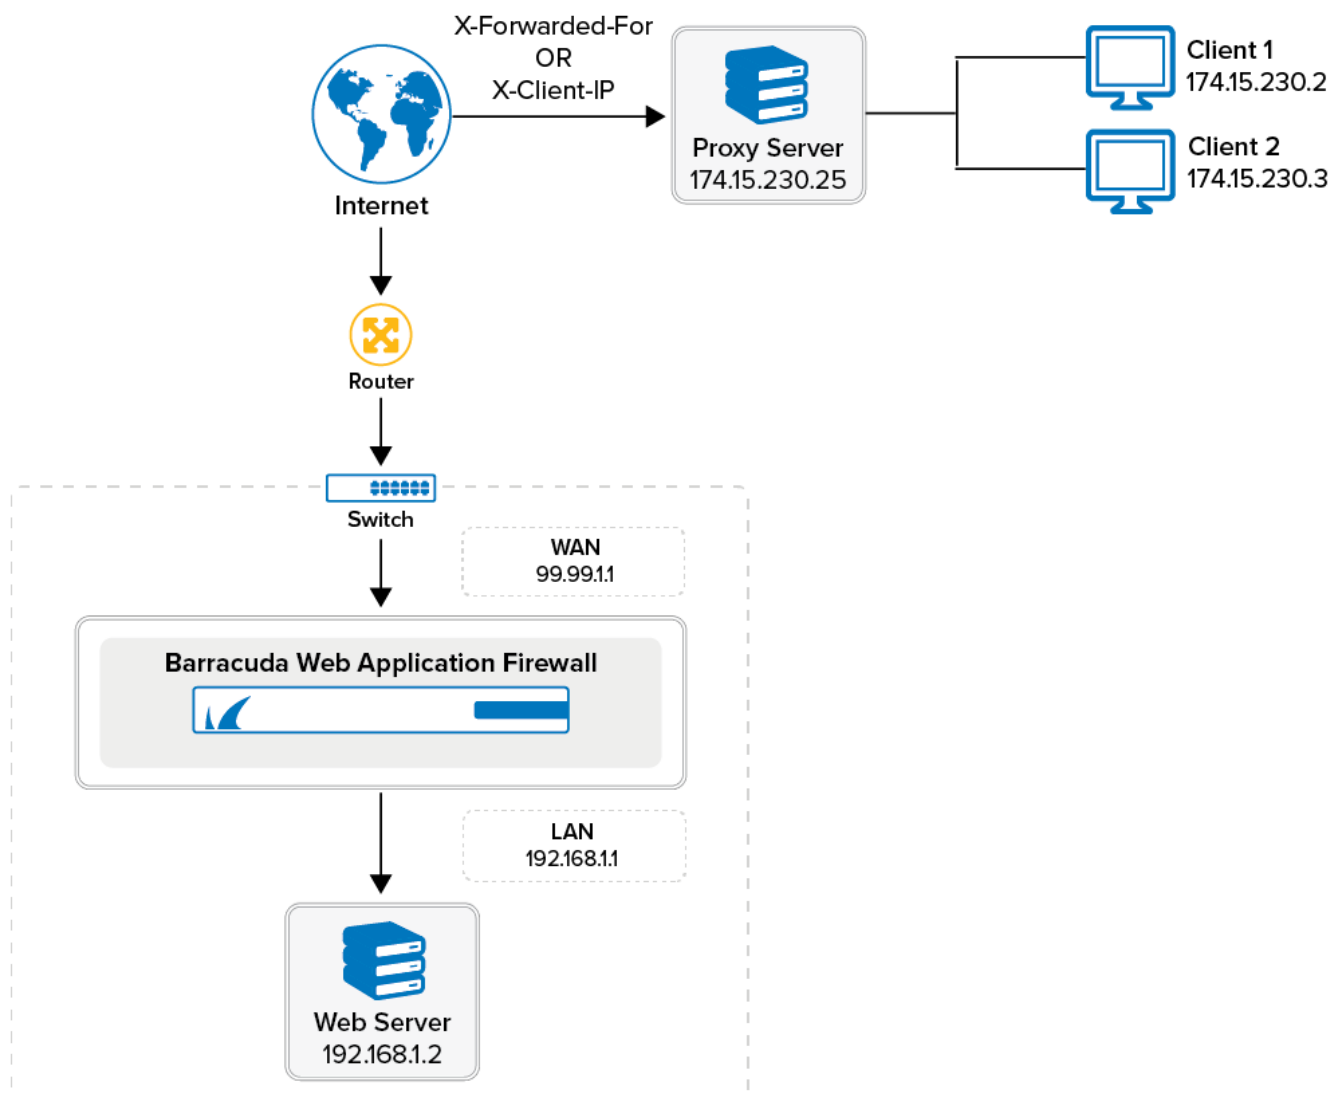 X-Forwarded-For
OR
X-Client-IP
Internet
Proxy Server
174.15.230.25
Client 1
174.15.230.2
Client 2
174.15.230.3
Router
Switch
WAN
99.99.1.1
Barracuda Web Application Firewall
LAN
192.168.1.1
Web Server
192.168.1.2